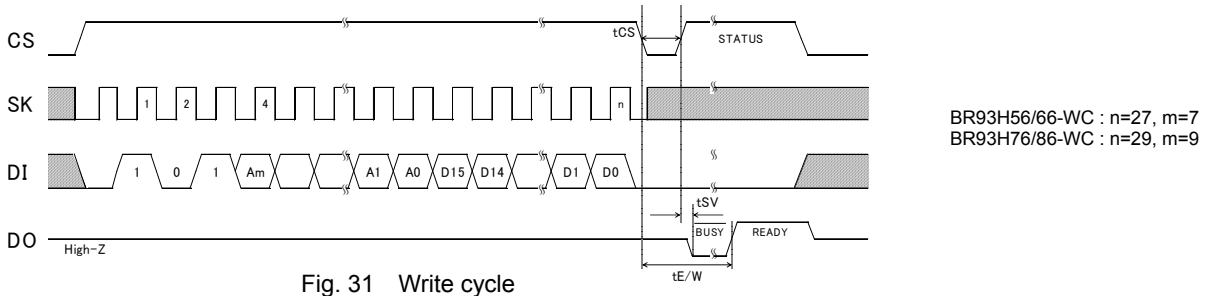 CS
tCS
STATUS
SK
1 2 4 n
BR93H56/66-WC : n=27, m=7
BR93H76/86-WC : n=29, m=9
DI
1 0 1 Am A1 A0 D15 D14 D1 D0
tSV
DO
High-Z
BUSY READY
tE/W
Fig. 31 Write cycle